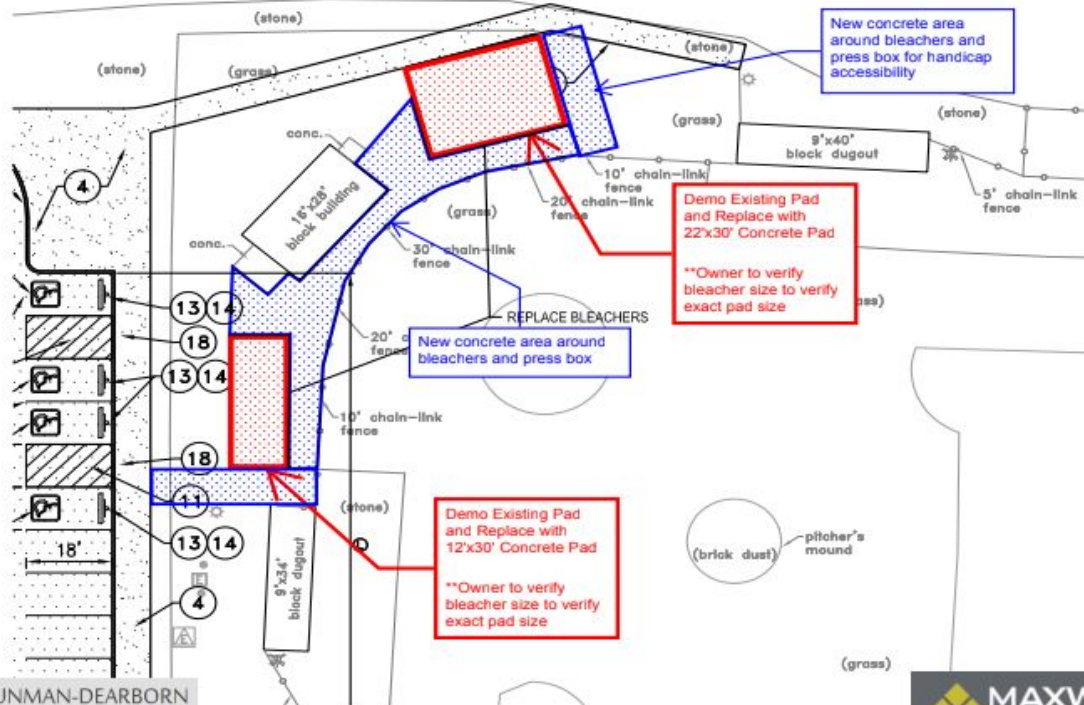 (stone)
(stone)
(grass)
(stone)
New concrete area
around bleachers and
press box for handicap
accessibility
(stone)
(grass)
conc.
9'x40'
block dugout
4
10' chain-link
fence
5' chain-link
fence
20' chain-link
fence
(grass)
block building
conc.
30' chain-link
fence
Demo Existing Pad
and Replace with
22'x30' Concrete Pad
**Owner to verify
bleacher size to verify
exact pad size
13 14
REPLACE BLEACHERS
18
20'
New concrete area around
bleachers and press box
13 14
10' chain-link
fence
18
11
(stone)
Demo Existing Pad
and Replace with
12'x30' Concrete Pad
**Owner to verify
bleacher size to verify
exact pad size
13 14
18'
(brick dust)
pitcher's
mound
9'x34'
block dugout
E
4
E
(grass)
UNMAN-DEARBORN
MAXW